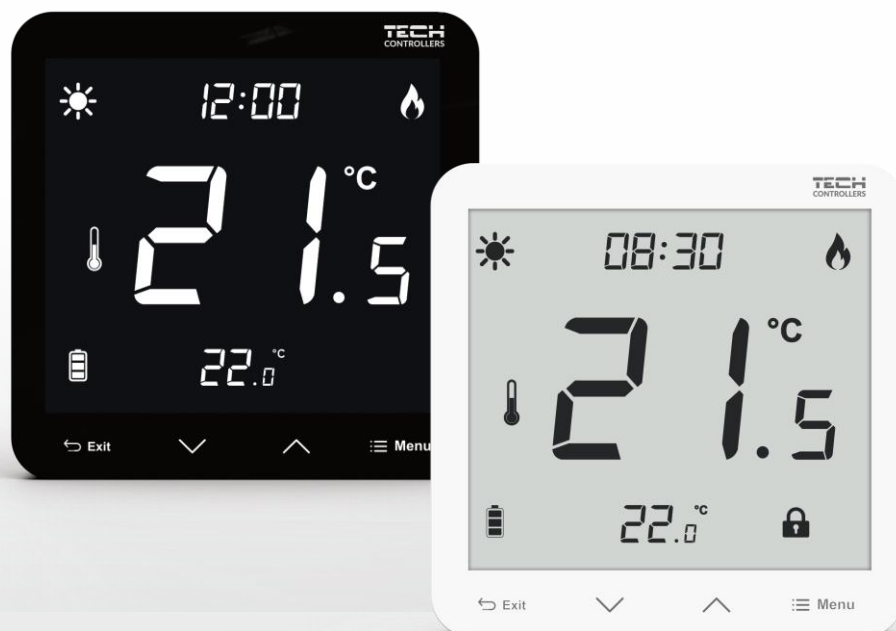 TECH
CONTROLLERS
12:00
21.5 °C
22.0 °C
Exit
Menu
TECH
CONTROLLERS
08:30
21.5 °C
22.0 °C
Exit
Menu